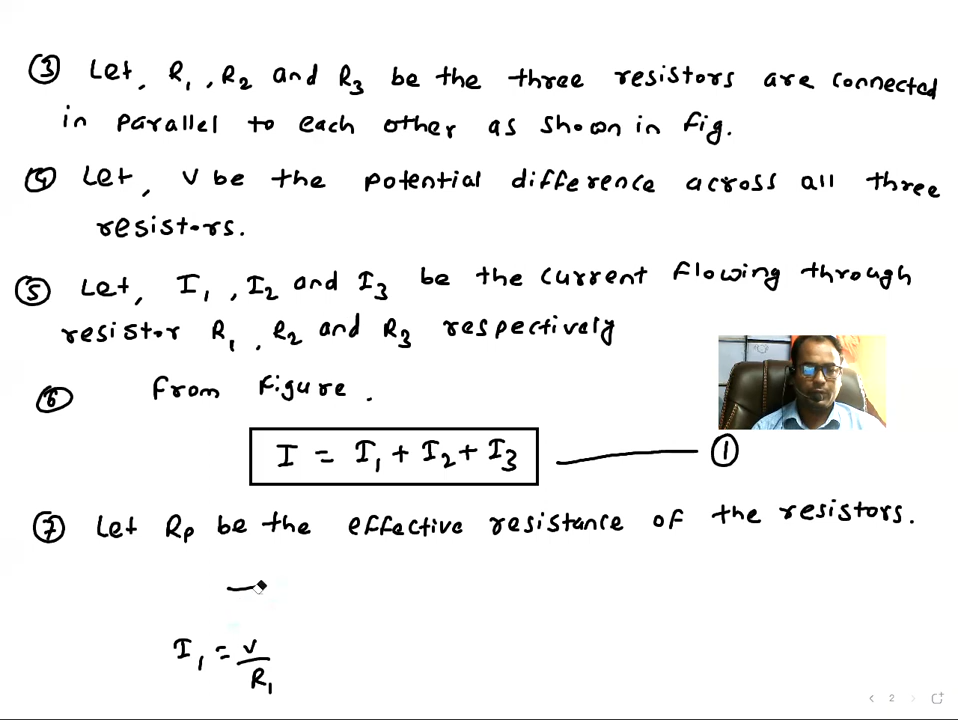 ③ Let, R₁, R₂ and R₃ be the three resistors are connected
in parallel to each other as shown in fig.
④ Let, V be the potential difference across all three
resistors.
⑤ Let, I₁, I₂ and I₃ be the current flowing through
resistor R₁, R₂ and R₃ respectively
⑥ From Figure.
I = I₁ + I₂ + I₃ — ①
⑦ Let Rₚ be the effective resistance of the resistors.
I₁ = V/R₁
2